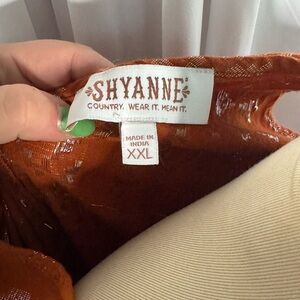 SHYANNE
COUNTRY. WEAR IT. MEAN IT.
MADE IN
INDIA
XXL